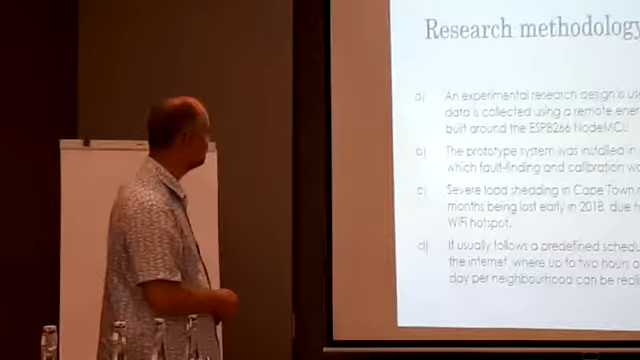 Research methodology
a) An experimental research design is
data is collected using a remote
built around the ESP8266 NodeMCU
b) The prototype system was installed in
which fault-finding and calibration
c) Severe load shedding in Cape Town
months being lost early in 2018, due
WiFi hotspot.
d) It usually follows a predefined
the internet, where up to two hours
day per neighbourhood can be